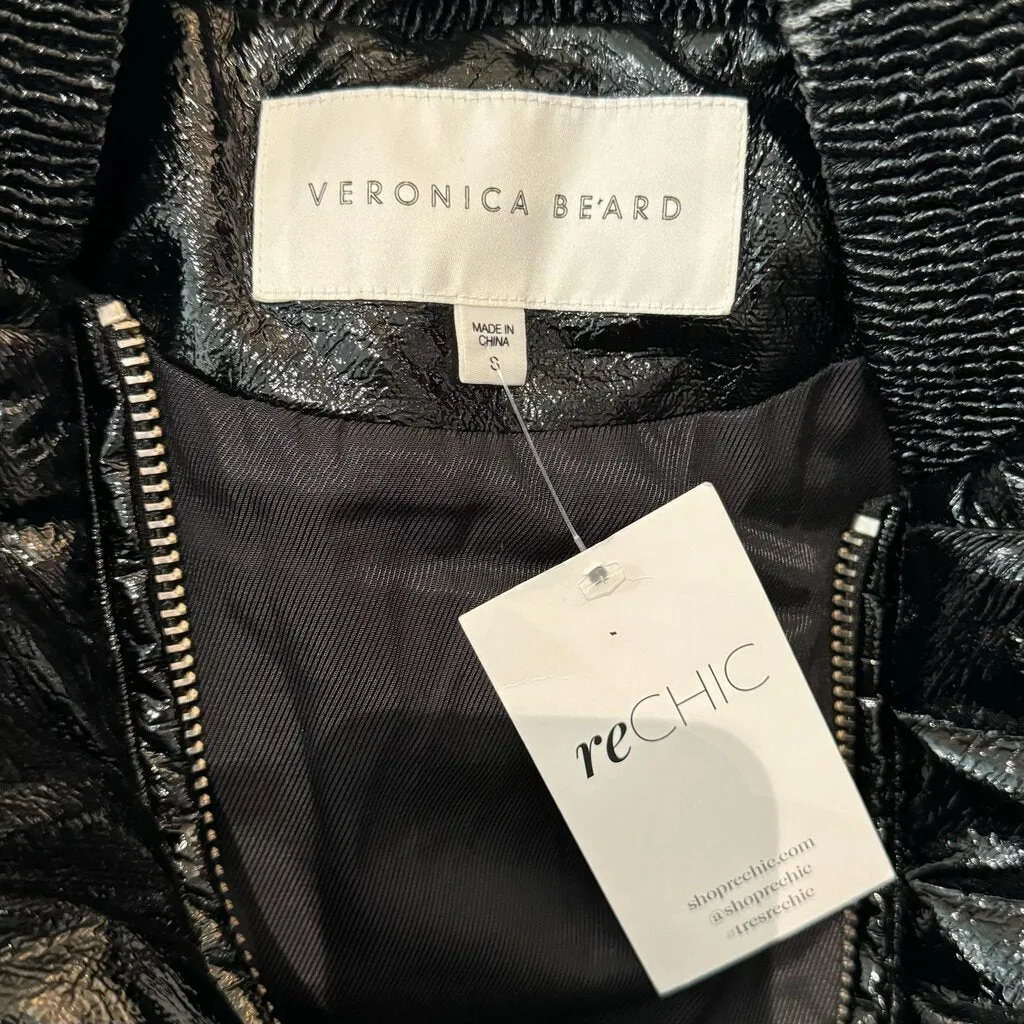 VERONICA BEARD
MADE IN
CHINA
S
reCHIC
shoprechic.com
@shoprechic
#tresrechic